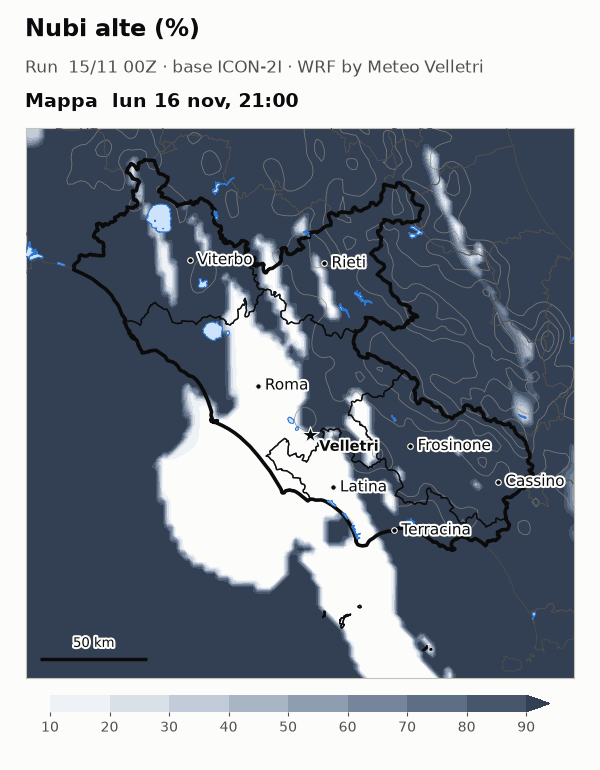 Nubi alte (%)
Run 15/11 00Z · base ICON-2I · WRF by Meteo Velletri
Mappa lun 16 nov, 21:00
Viterbo
Rieti
Roma
Velletri
Frosinone
Cassino
Latina
Terracina
50 km
10 20 30 40 50 60 70 80 90